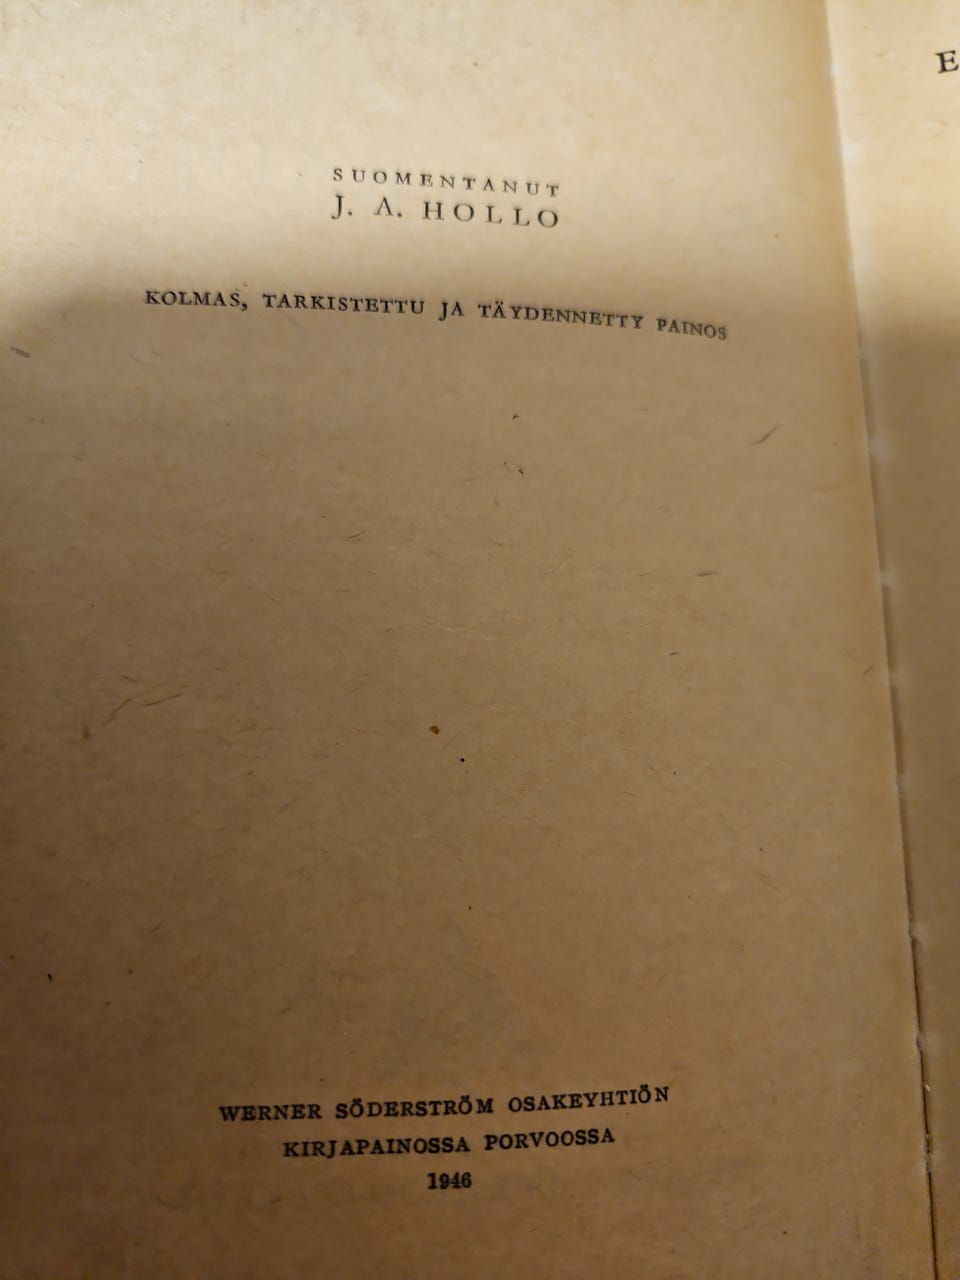 SUOMENTANUT
J. A. HOLLO
KOLMAS, TARKISTETTU JA TÄYDENNETTY PAINOS
WERNER SÖDERSTRÖM OSAKEYHTIÖN
KIRJAPAINOSSA PORVOOSSA
1946
E